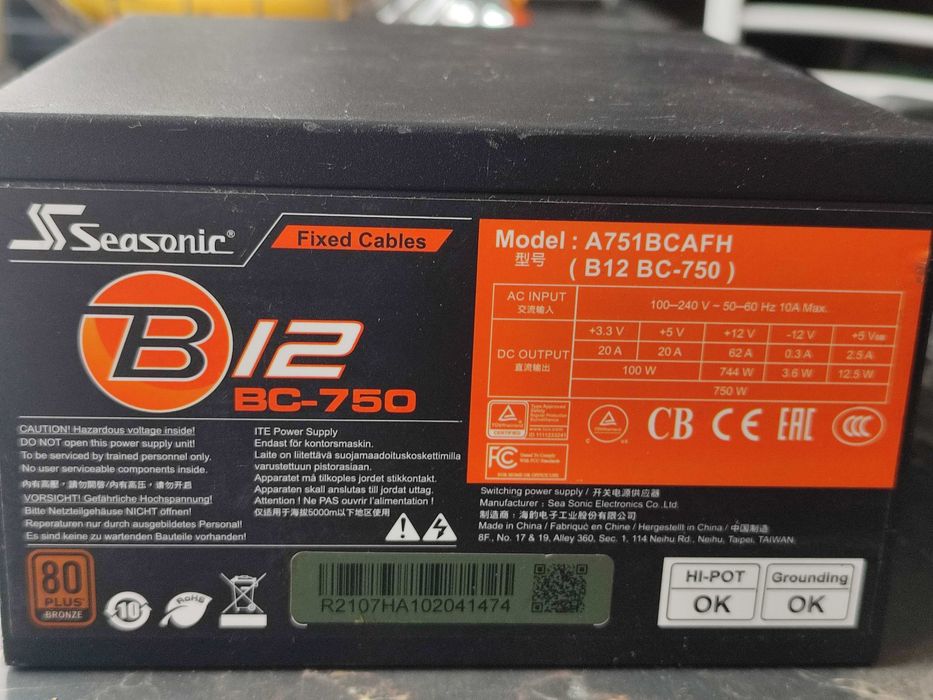 Seasonic®
Fixed Cables
B12
BC-750
Model : A751BCAFH
型号 ( B12 BC-750 )
AC INPUT
交流输入
100–240 V ~ 50–60 Hz 10A Max.
DC OUTPUT
直流输出
+3.3 V +5 V +12 V -12 V +5 VSB
20 A 20 A 62 A 0.3 A 2.5 A
100 W 744 W 3.6 W 12.5 W
750 W
CAUTION! Hazardous voltage inside!
DO NOT open this power supply unit!
To be serviced by trained personnel only.
No user serviceable components inside.
內有高壓，請勿開啓/内有高压，请勿开启
VORSICHT! Gefährliche Hochspannung!
Bitte Netzteilgehäuse NICHT öffnen!
Reperaturen nur durch ausgebildetes Personal!
Es sind keine zu wartenden Bauteile vorhanden!
ITE Power Supply
Endast för kontorsmaskin.
Laite on liitettävä suojamaadoituskoskettimilla
varustettuun pistorasiaan.
Apparatet må tilkoples jordet stikkontakt.
Apparaten skall anslutas till jordat uttag.
Attention ! Ne PAS ouvrir l'alimentation !
仅适用于海拔5000m以下地区使用
Type Approved
Safety
CERTIFIED
CB CE EAC CCC
FC
Switching power supply / 开关电源供应器
Manufacturer : Sea Sonic Electronics Co.,Ltd.
制造商：海韵电子工业股份有限公司
Made in China / Fabriqué en Chine / Hergestellt in China / 中国制造
8F., No. 17 & 19, Alley 360, Sec. 1, 114 Neihu Rd., Neihu, Taipei, TAIWAN.
80
PLUS®
BRONZE
10
RoHS
R2107HA102041474
HI-POT
OK
Grounding
OK